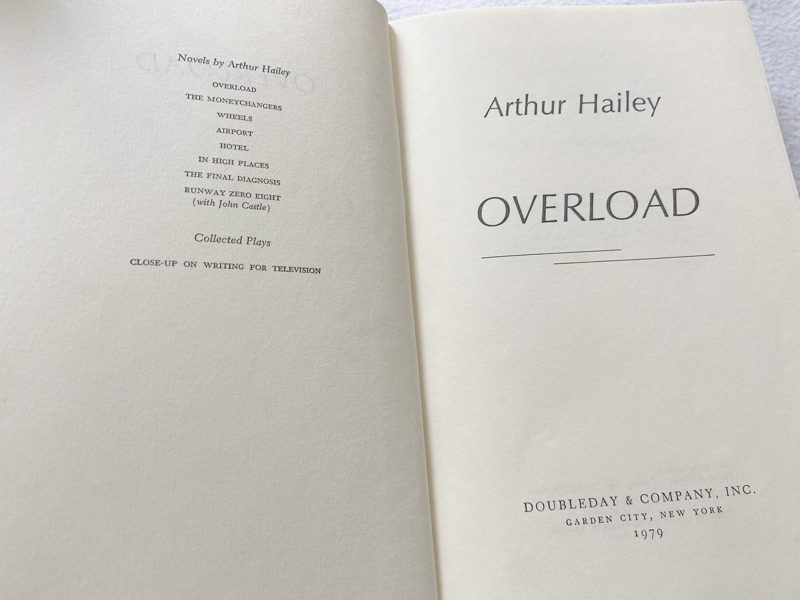 Novels by Arthur Hailey
OVERLOAD
THE MONEYCHANGERS
WHEELS
AIRPORT
HOTEL
IN HIGH PLACES
THE FINAL DIAGNOSIS
RUNWAY ZERO EIGHT
(with John Castle)
Collected Plays
CLOSE-UP ON WRITING FOR TELEVISION
Arthur Hailey
OVERLOAD
DOUBLEDAY & COMPANY, INC.
GARDEN CITY, NEW YORK
1979